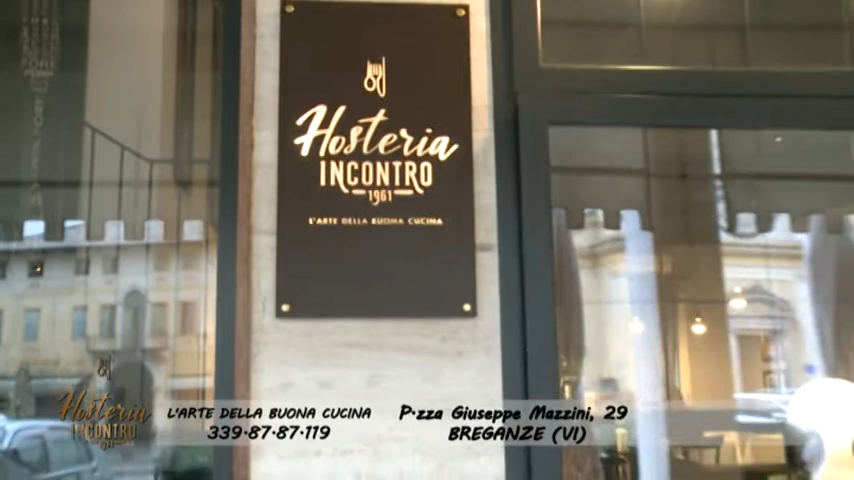 Hosteria
INCONTRO
1961
L'ARTE DELLA BUONA CUCINA
Hosteria
INCONTRO
L'ARTE DELLA BUONA CUCINA
339·87·87·119
P.zza Giuseppe Mazzini, 29
BREGANZE (VI)